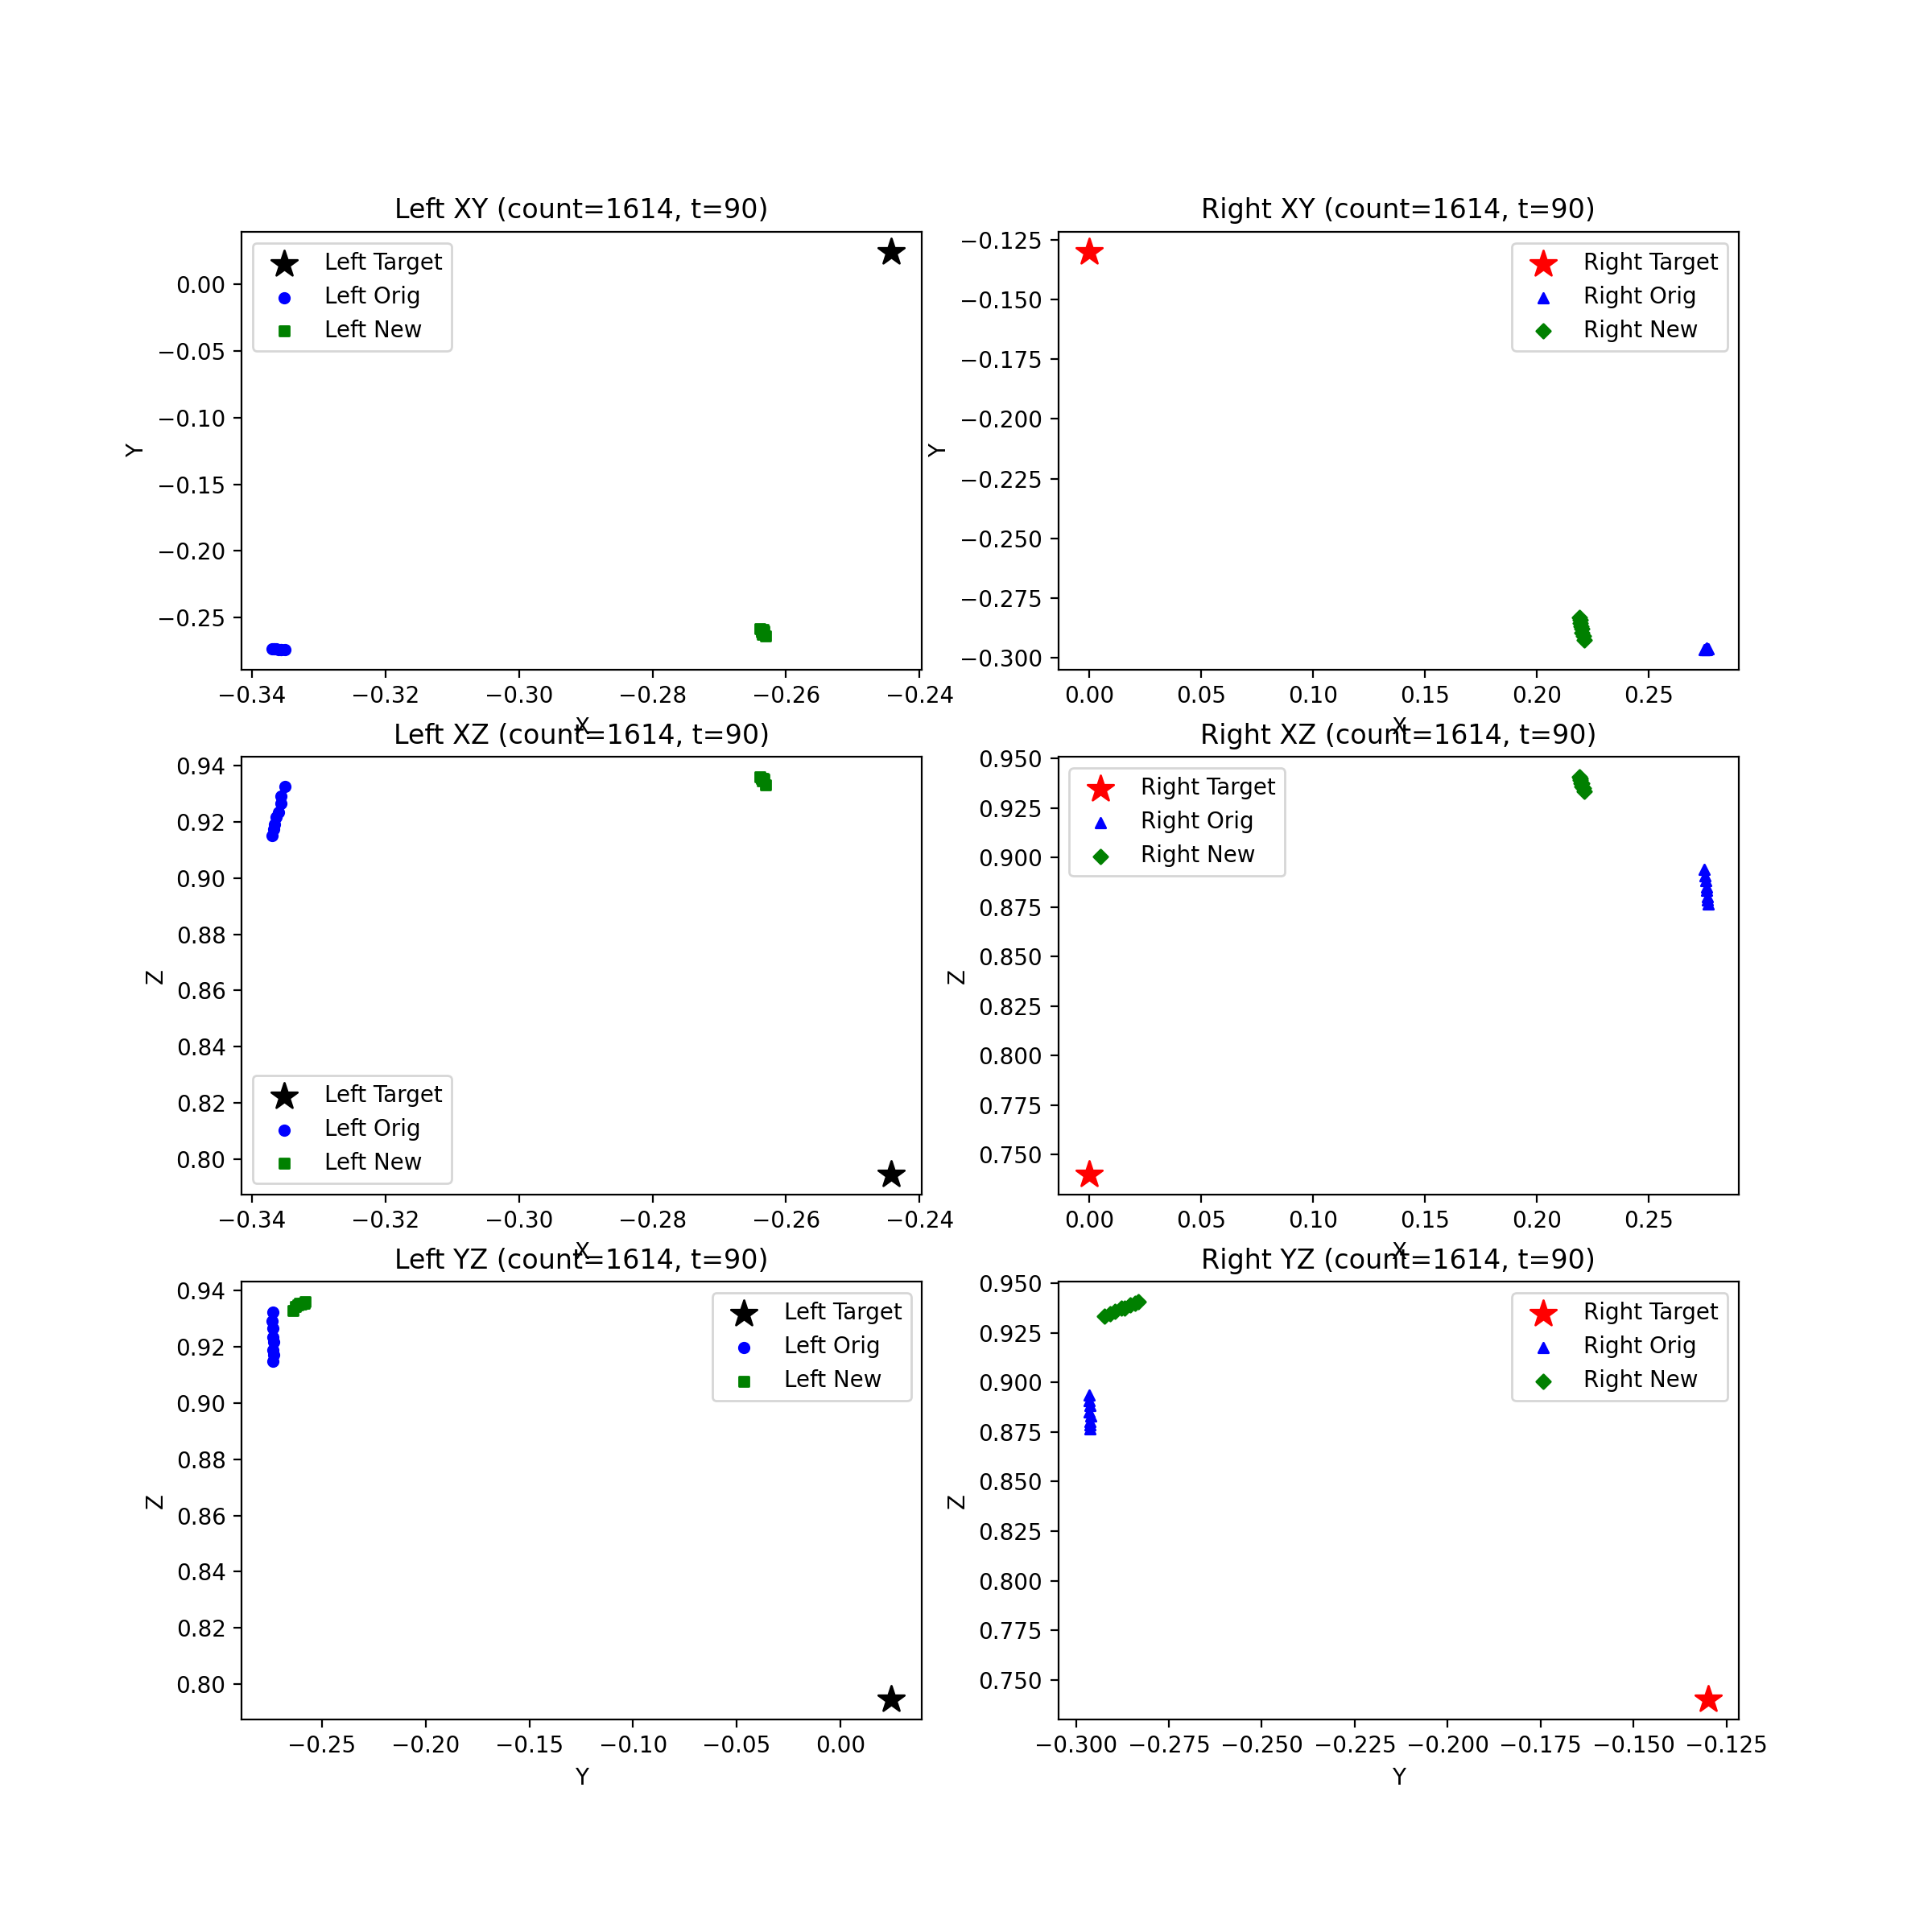 Left XY (count=1614, t=90)
Left Target
Left Orig
Left New
0.00
−0.05
−0.10
−0.15
−0.20
−0.25
Y
−0.34
−0.32
−0.30
−0.28
−0.26
−0.24
X
Right XY (count=1614, t=90)
Right Target
Right Orig
Right New
−0.125
−0.150
−0.175
−0.200
−0.225
−0.250
−0.275
−0.300
Y
0.00
0.05
0.10
0.15
0.20
0.25
X
Left XZ (count=1614, t=90)
0.94
0.92
0.90
0.88
0.86
0.84
0.82
0.80
Z
Left Target
Left Orig
Left New
−0.34
−0.32
−0.30
−0.28
−0.26
−0.24
X
Right XZ (count=1614, t=90)
Right Target
Right Orig
Right New
0.950
0.925
0.900
0.875
0.850
0.825
0.800
0.775
0.750
Z
0.00
0.05
0.10
0.15
0.20
0.25
X
Left YZ (count=1614, t=90)
Left Target
Left Orig
Left New
0.94
0.92
0.90
0.88
0.86
0.84
0.82
0.80
Z
−0.25
−0.20
−0.15
−0.10
−0.05
0.00
Y
Right YZ (count=1614, t=90)
Right Target
Right Orig
Right New
0.950
0.925
0.900
0.875
0.850
0.825
0.800
0.775
0.750
Z
−0.300
−0.275
−0.250
−0.225
−0.200
−0.175
−0.150
−0.125
Y